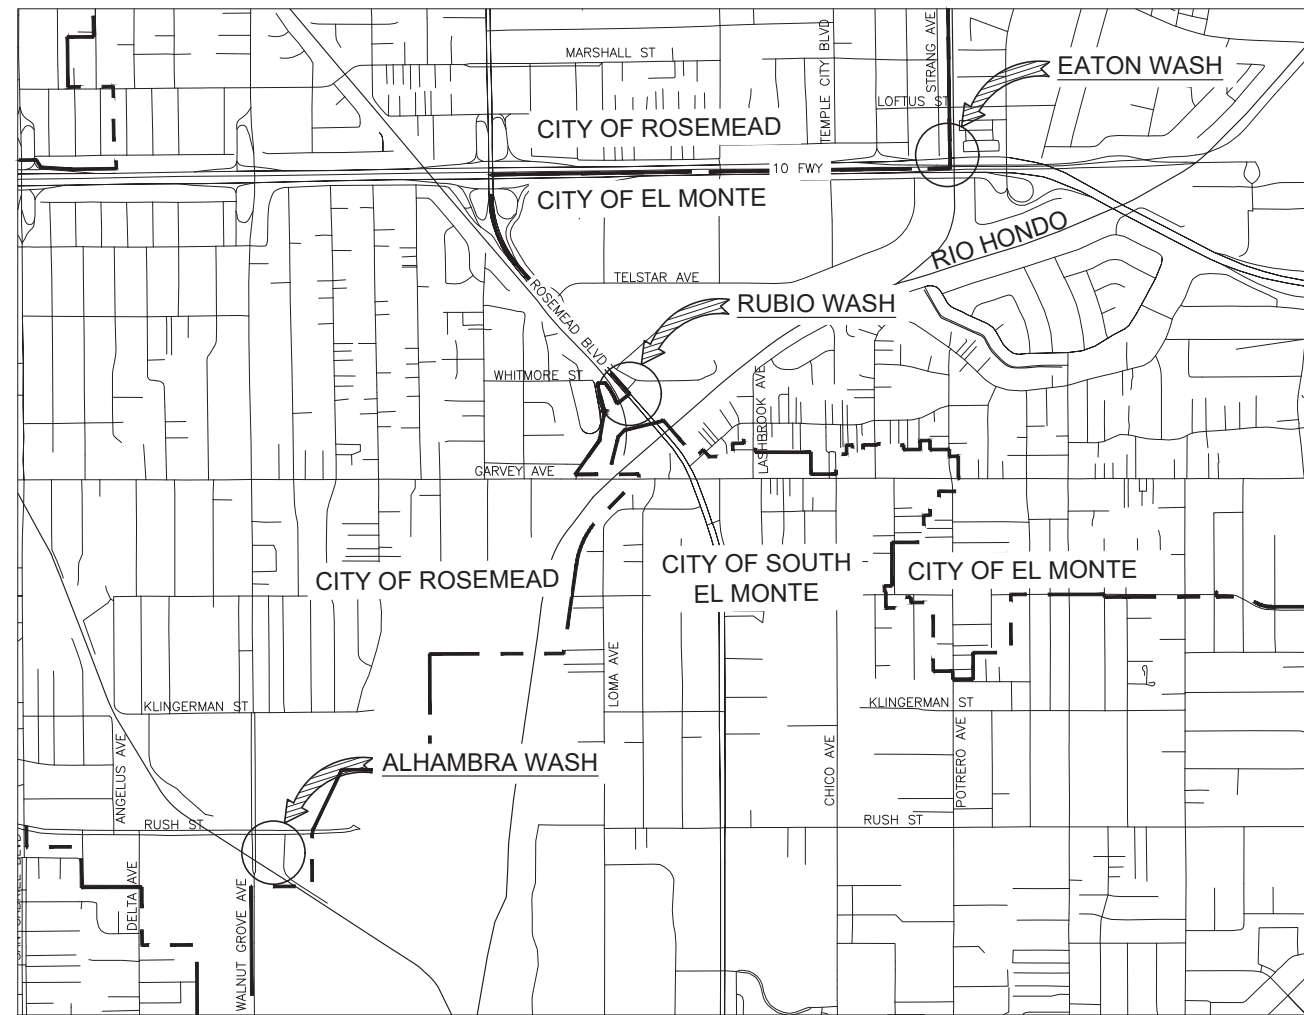 MARSHALL ST
TEMPLE CITY BLVD
STRANG AVE
EATON WASH
LOFTUS ST
CITY OF ROSEMEAD
10 FWY
CITY OF EL MONTE
RIO HONDO
TELSTAR AVE
ROSEMEAD BLVD
RUBIO WASH
WHITMORE ST
LASHBROOK AVE
GARVEY AVE
CITY OF ROSEMEAD
CITY OF SOUTH
EL MONTE
CITY OF EL MONTE
LOMA AVE
KLINGERMAN ST
KLINGERMAN ST
ANGELUS AVE
ALHAMBRA WASH
CHICO AVE
POTRERO AVE
RUSH ST
RUSH ST
DELTA AVE
WALNUT GROVE AVE